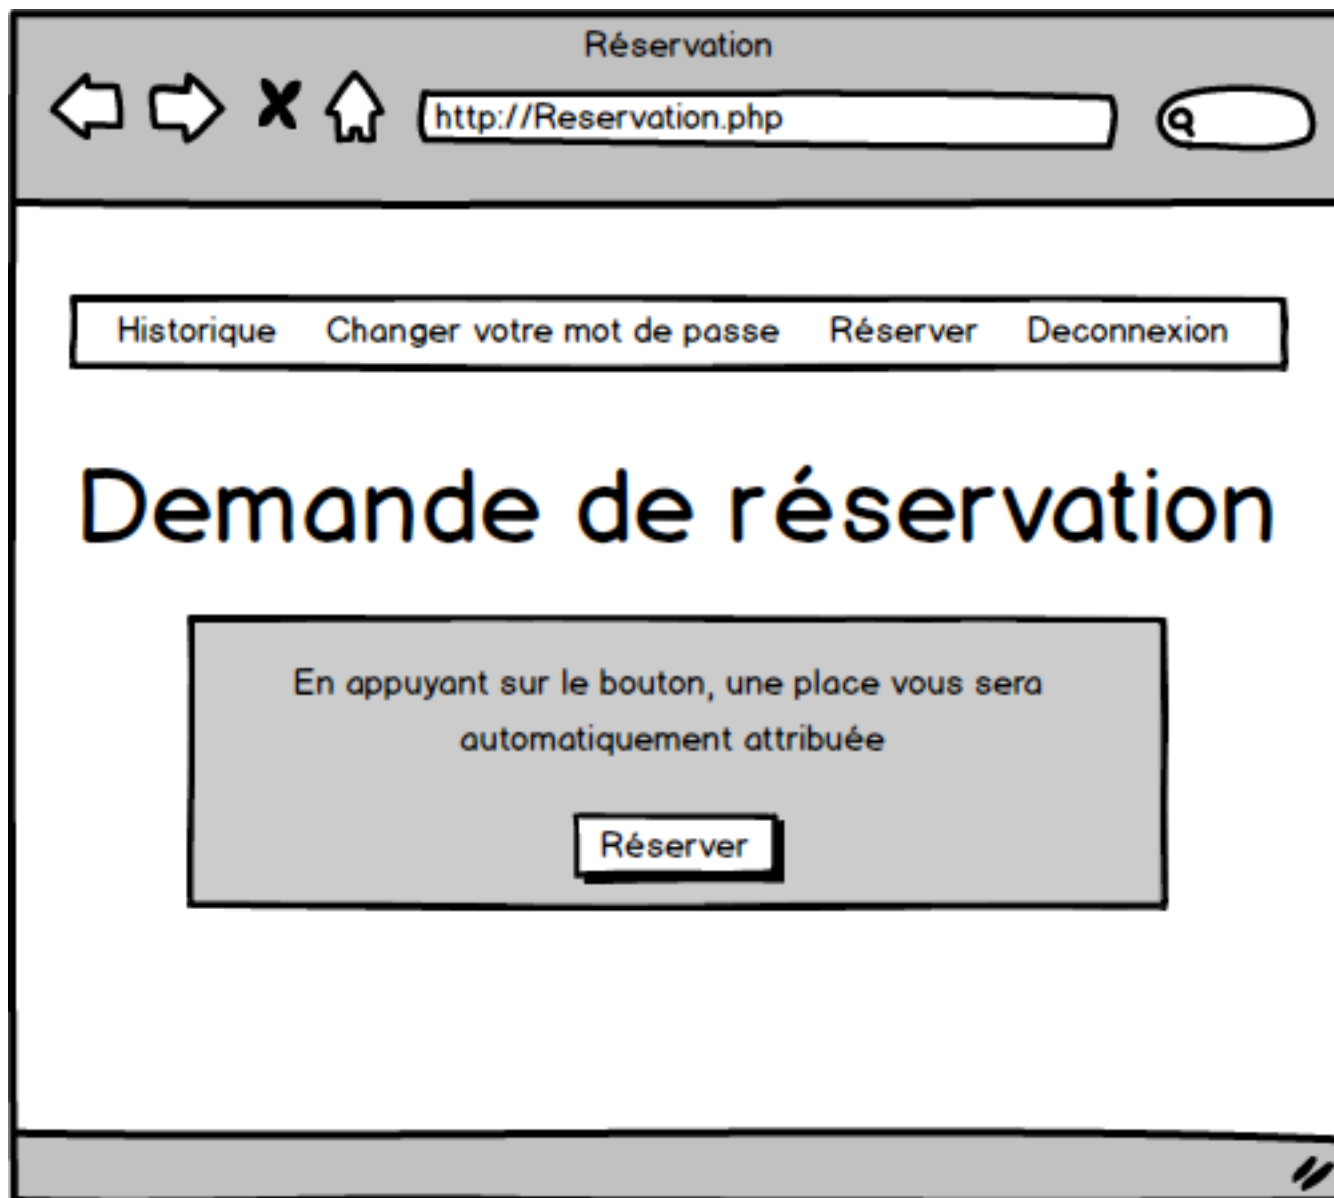 Réservation
http://Reservation.php
Historique Changer votre mot de passe Réserver Deconnexion
Demande de réservation
En appuyant sur le bouton, une place vous sera
automatiquement attribuée
Réserver